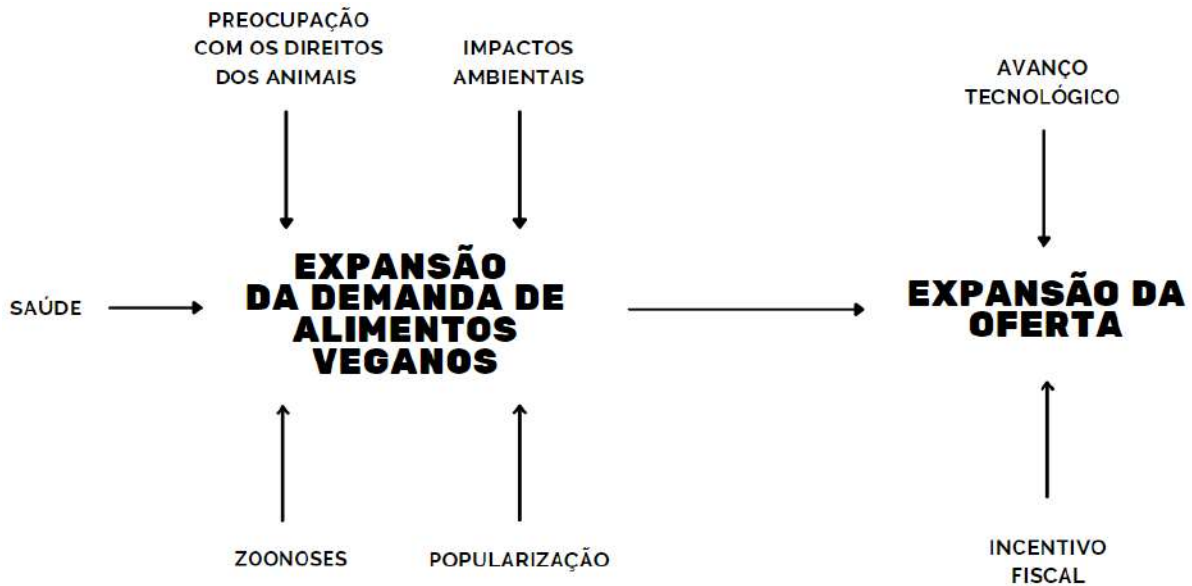 PREOCUPAÇÃO
COM OS DIREITOS
DOS ANIMAIS
IMPACTOS
AMBIENTAIS
AVANÇO
TECNOLÓGICO
SAÚDE
EXPANSÃO
DA DEMANDA DE
ALIMENTOS
VEGANOS
EXPANSÃO DA
OFERTA
ZOONOSES
POPULARIZAÇÃO
INCENTIVO
FISCAL